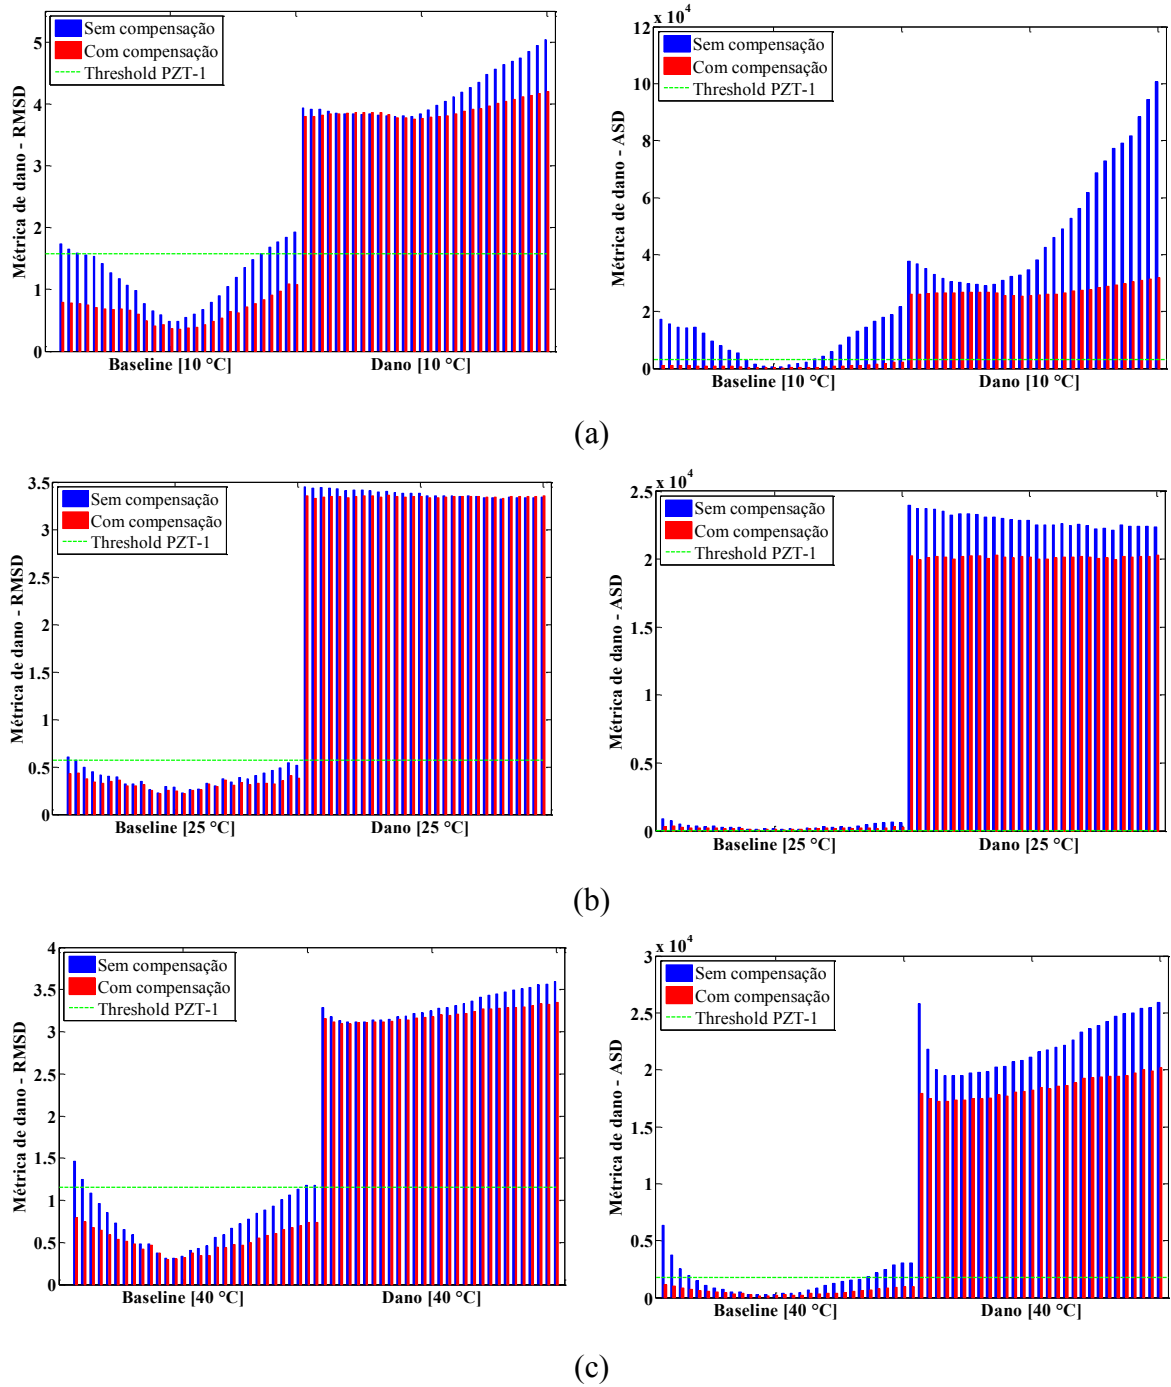 Métrica de dano - RMSD
5
4
3
2
1
0
Sem compensação
Com compensação
Threshold PZT-1
Baseline [10 °C]
Dano [10 °C]
x 10^4
Métrica de dano - ASD
12
10
8
6
4
2
0
Sem compensação
Com compensação
Threshold PZT-1
Baseline [10 °C]
Dano [10 °C]
(a)
Métrica de dano - RMSD
3.5
3
2.5
2
1.5
1
0.5
0
Sem compensação
Com compensação
Threshold PZT-1
Baseline [25 °C]
Dano [25 °C]
x 10^4
Métrica de dano - ASD
2.5
2
1.5
1
0.5
0
Sem compensação
Com compensação
Threshold PZT-1
Baseline [25 °C]
Dano [25 °C]
(b)
Métrica de dano - RMSD
4
3.5
3
2.5
2
1.5
1
0.5
0
Sem compensação
Com compensação
Threshold PZT-1
Baseline [40 °C]
Dano [40 °C]
x 10^4
Métrica de dano - ASD
3
2.5
2
1.5
1
0.5
0
Sem compensação
Com compensação
Threshold PZT-1
Baseline [40 °C]
Dano [40 °C]
(c)